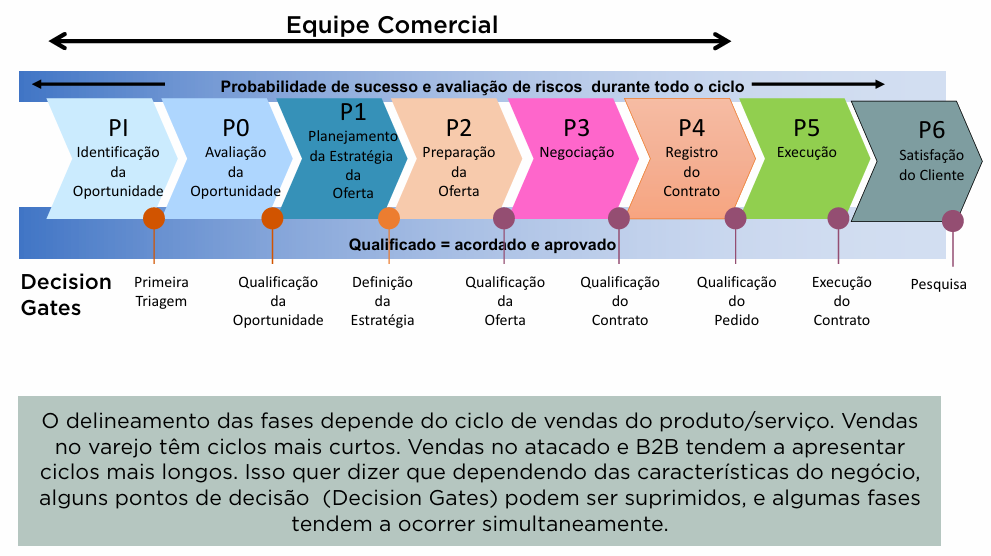 Equipe Comercial
Probabilidade de sucesso e avaliação de riscos durante todo o ciclo
PI
Identificação
da
Oportunidade
P0
Avaliação
da
Oportunidade
P1
Planejamento
da Estratégia
da
Oferta
P2
Preparação
da
Oferta
P3
Negociação
P4
Registro
do
Contrato
P5
Execução
P6
Satisfação
do Cliente
Qualificado = acordado e aprovado
Decision
Gates
Primeira
Triagem
Qualificação
da
Oportunidade
Definição
da
Estratégia
Qualificação
da
Oferta
Qualificação
do
Contrato
Qualificação
do
Pedido
Execução
do
Contrato
Pesquisa
O delineamento das fases depende do ciclo de vendas do produto/serviço. Vendas
no varejo têm ciclos mais curtos. Vendas no atacado e B2B tendem a apresentar
ciclos mais longos. Isso quer dizer que dependendo das características do negócio,
alguns pontos de decisão (Decision Gates) podem ser suprimidos, e algumas fases
tendem a ocorrer simultaneamente.